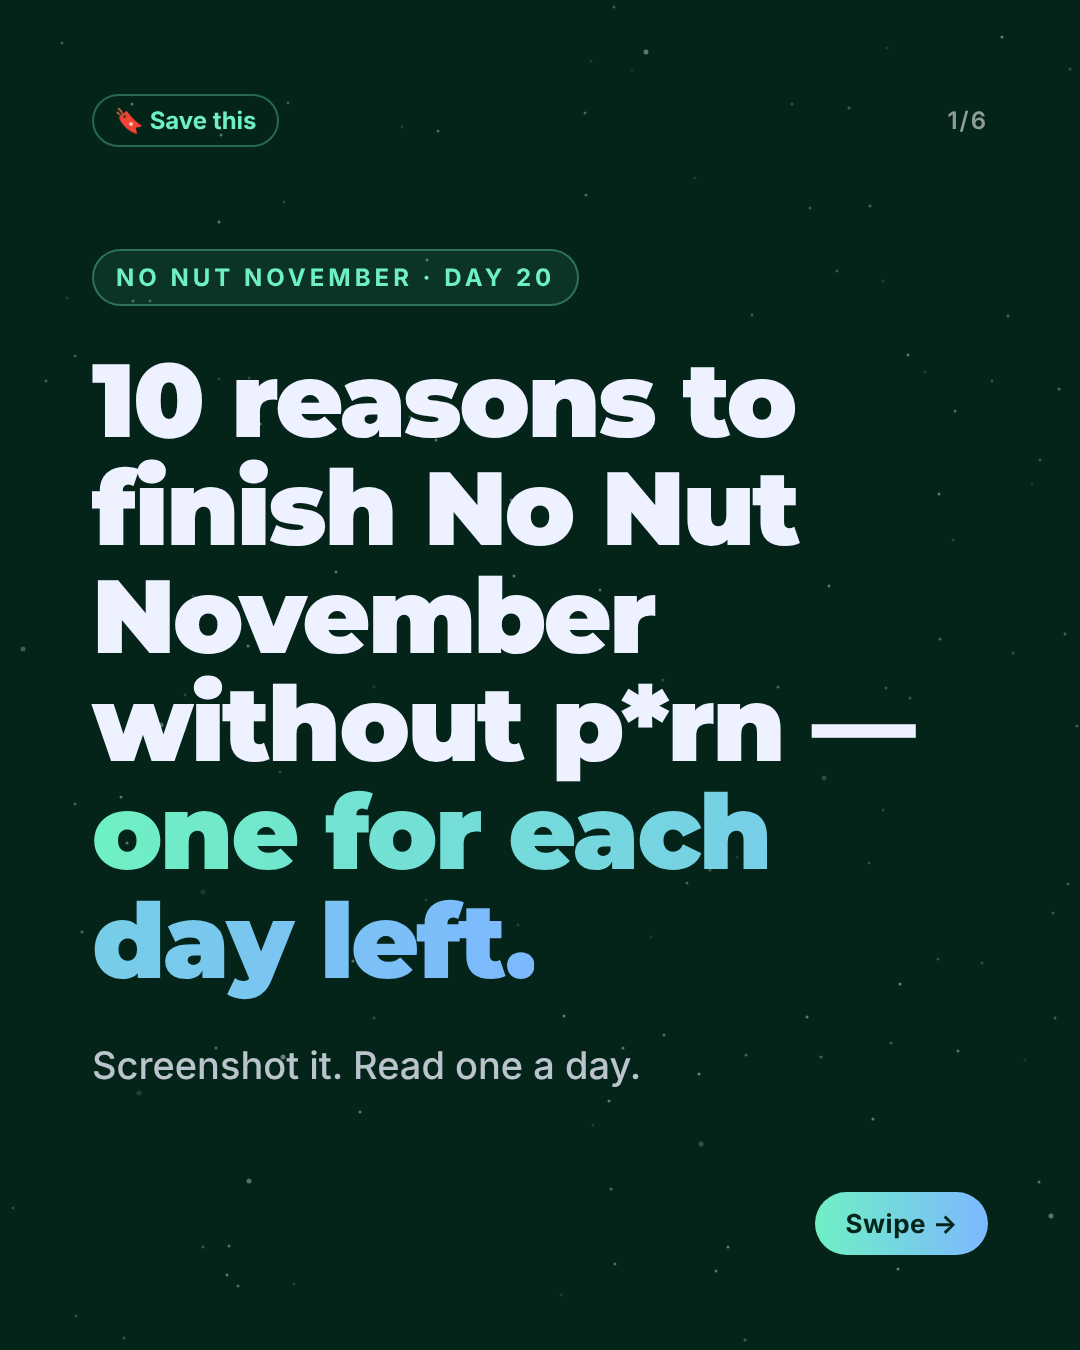 🔖 Save this
1/6
NO NUT NOVEMBER · DAY 20
10 reasons to
finish No Nut
November
without p*rn —
one for each
day left.
Screenshot it. Read one a day.
Swipe →